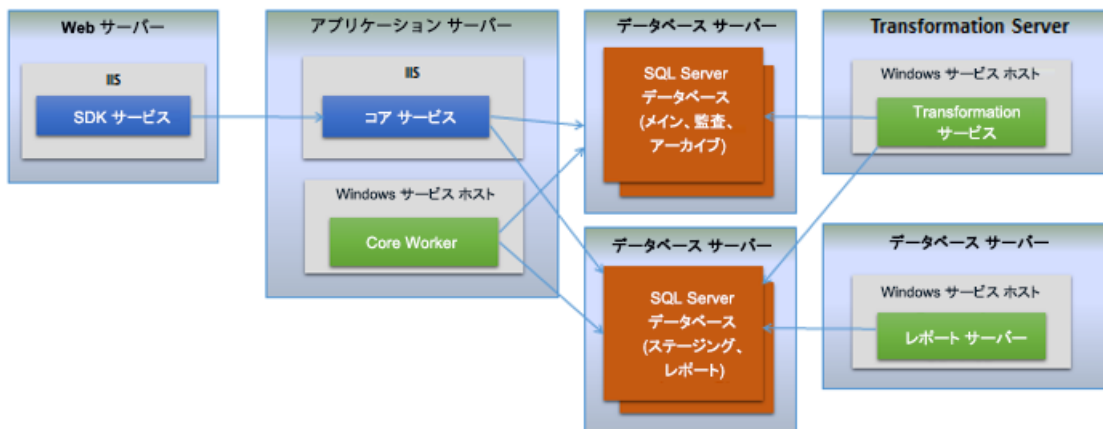 Web サーバー
IIS
SDK サービス
アプリケーション サーバー
IIS
コア サービス
Windows サービス ホスト
Core Worker
データベース サーバー
SQL Server
データベース
(メイン、監査、
アーカイブ)
データベース サーバー
SQL Server
データベース
(ステージング、
レポート)
Transformation Server
Windows サービス ホスト
Transformation
サービス
データベース サーバー
Windows サービス ホスト
レポート サーバー